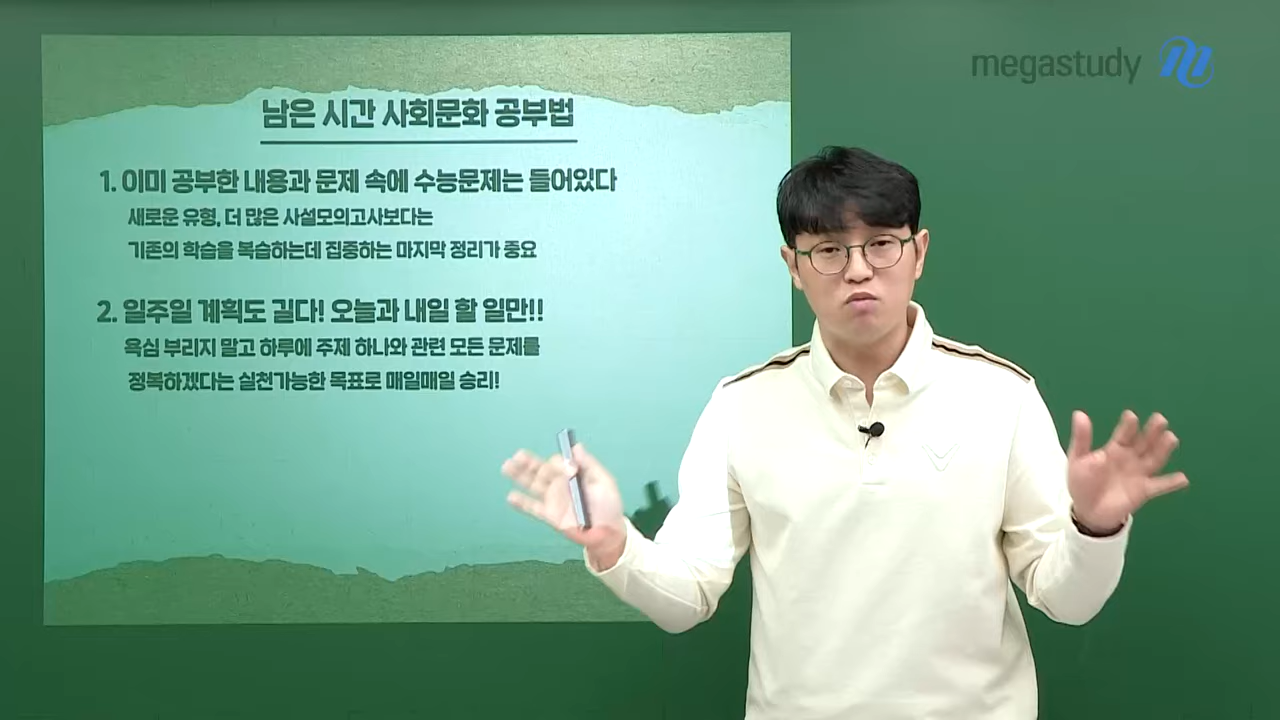 megastudy
남은 시간 사회문화 공부법
1. 이미 공부한 내용과 문제 속에 수능문제는 들어있다
새로운 유형, 더 많은 사설모의고사보다는
기존의 학습을 복습하는데 집중하는 마지막 정리가 중요
2. 일주일 계획도 길다! 오늘과 내일 할 일만!!
욕심 부리지 말고 하루에 주제 하나와 관련 모든 문제를
정복하겠다는 실천가능한 목표로 매일매일 승리!